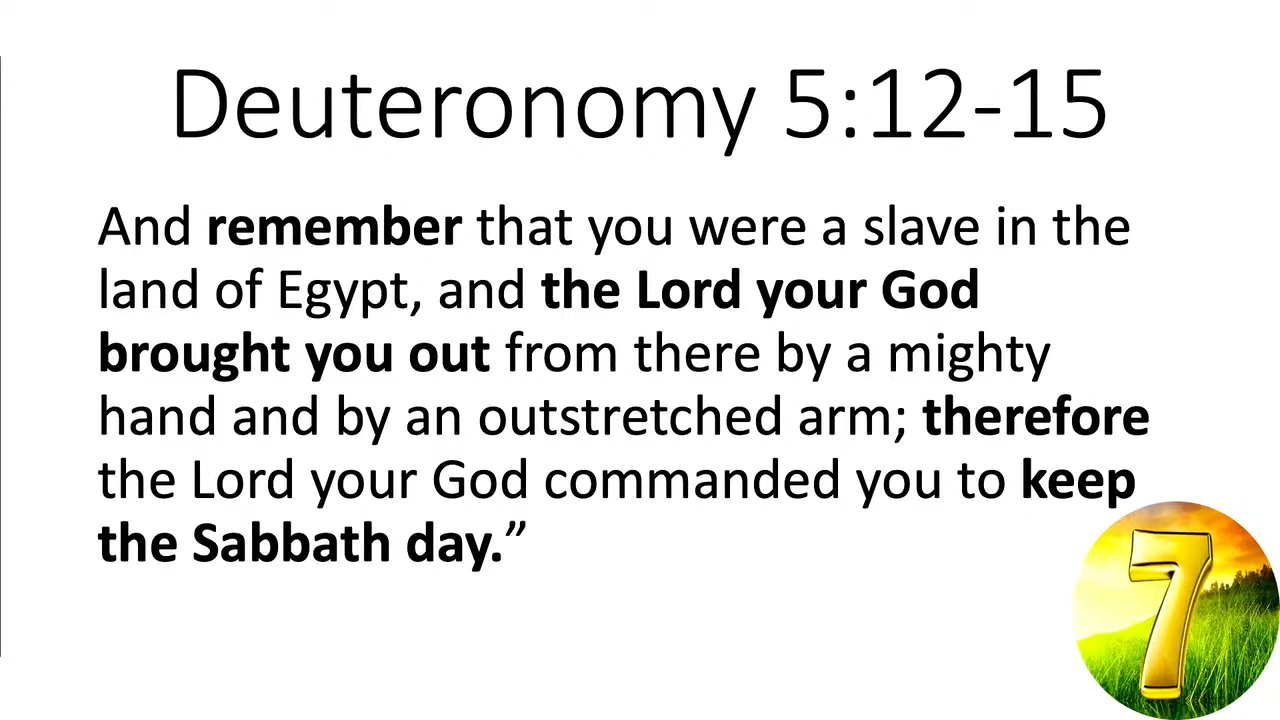 Deuteronomy 5:12-15
And remember that you were a slave in the
land of Egypt, and the Lord your God
brought you out from there by a mighty
hand and by an outstretched arm; therefore
the Lord your God commanded you to keep
the Sabbath day.”
7